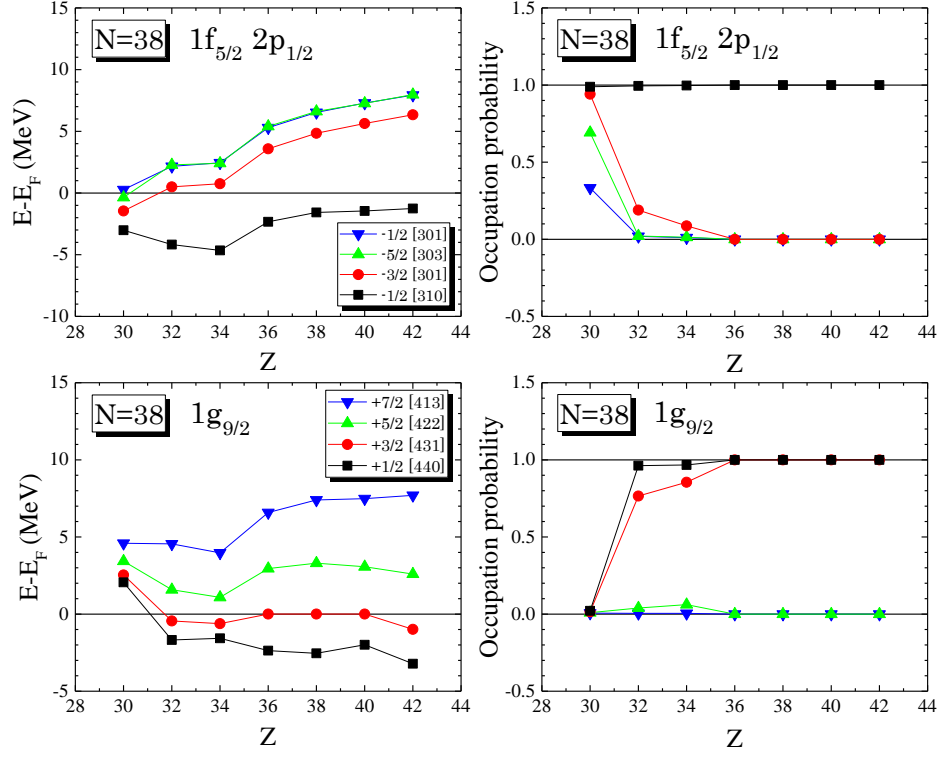 N=38 1f5/2 2p1/2
E-EF (MeV)
15
10
5
0
-5
-10
-1/2 [301]
-5/2 [303]
-3/2 [301]
-1/2 [310]
28 30 32 34 36 38 40 42 44
Z
N=38 1f5/2 2p1/2
Occupation probability
1.5
1.0
0.5
0.0
-0.5
28 30 32 34 36 38 40 42 44
Z
N=38 1g9/2
E-EF (MeV)
15
10
5
0
-5
+7/2 [413]
+5/2 [422]
+3/2 [431]
+1/2 [440]
28 30 32 34 36 38 40 42 44
Z
N=38 1g9/2
Occupation probability
1.5
1.0
0.5
0.0
-0.5
28 30 32 34 36 38 40 42 44
Z